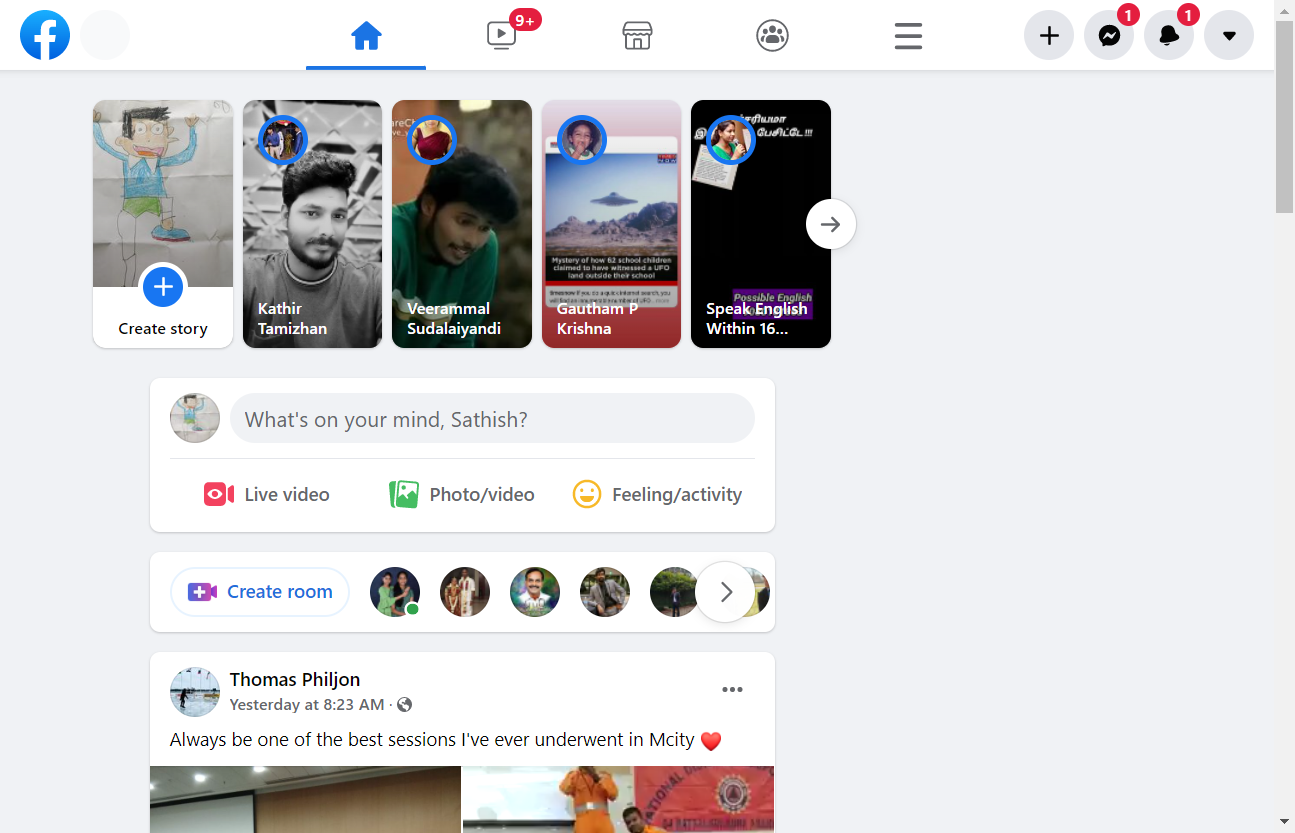 9+
1
1
Create story
Kathir
Tamizhan
Veerammal
Sudalaiyandi
Mystery of how 62 school children
claimed to have witnessed a UFO
land outside their school
Gautham P
Krishna
பேசிட்டே !!!
Possible English
Speak English
Within 16...
What's on your mind, Sathish?
Live video
Photo/video
Feeling/activity
Create room
Thomas Philjon
Yesterday at 8:23 AM ·
Always be one of the best sessions I've ever underwent in Mcity